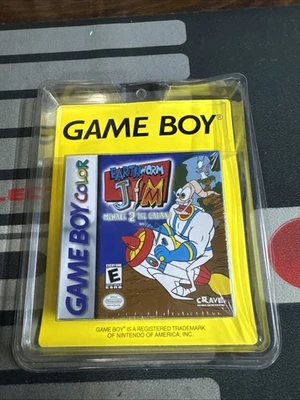 GAME BOY®
GAME BOY COLOR
EARTHWORM
JIM
MENACE 2 THE GALAXY
EVERYONE
E
CRAVE
GAME BOY® IS A REGISTERED TRADEMARK
OF NINTENDO OF AMERICA, INC.